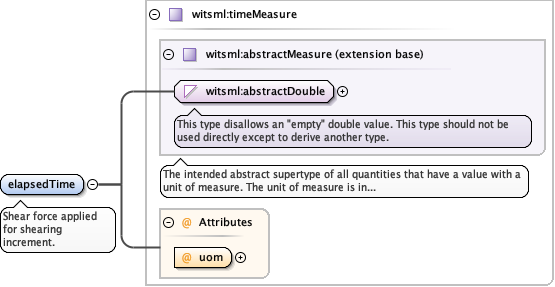 witsml:timeMeasure
witsml:abstractMeasure (extension base)
witsml:abstractDouble
This type disallows an "empty" double value. This type should not be
used directly except to derive another type.
The intended abstract supertype of all quantities that have a value with a
unit of measure. The unit of measure is in...
elapsedTime
Shear force applied
for shearing
increment.
@ Attributes
@ uom